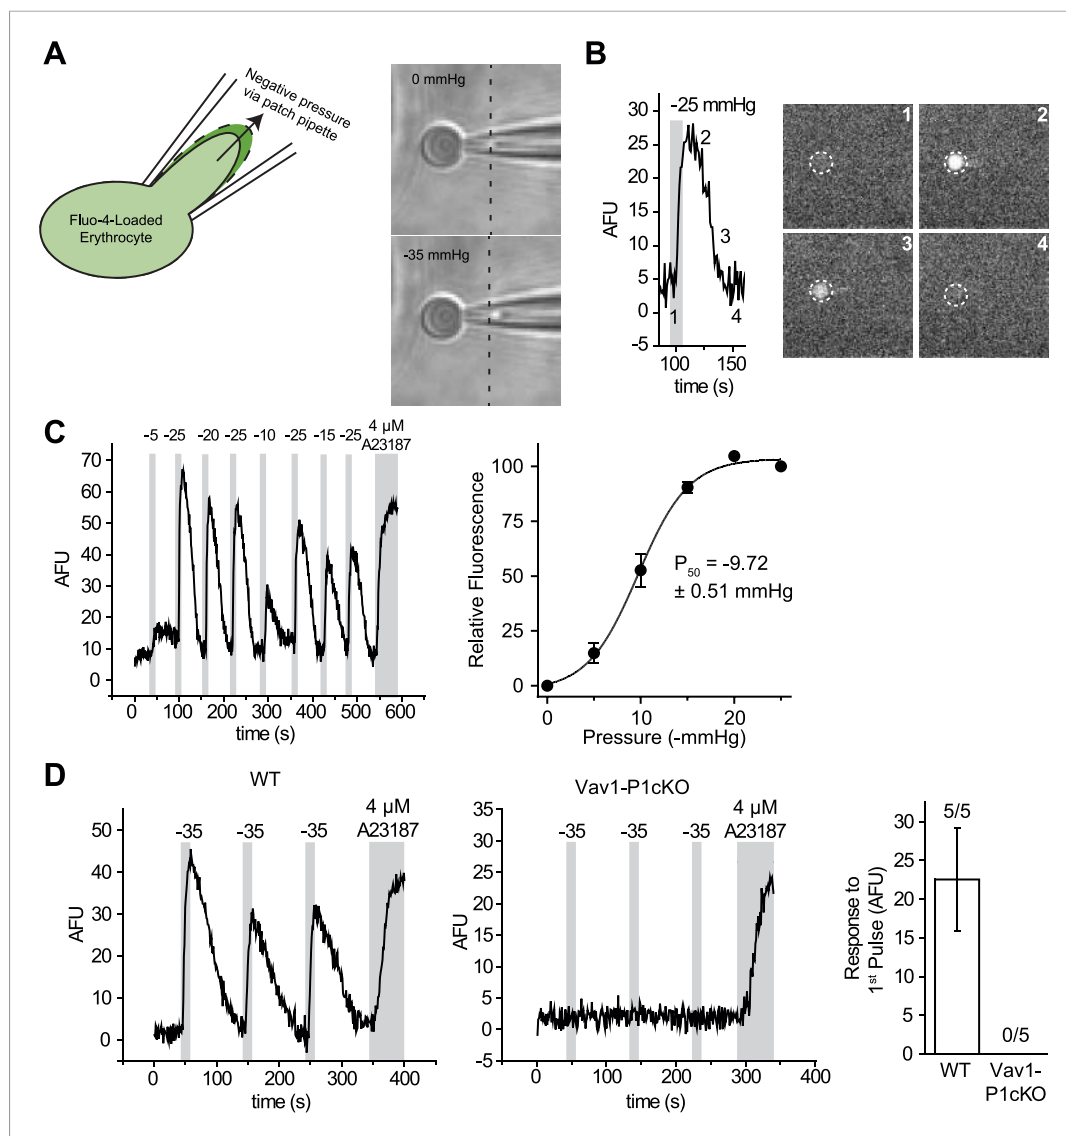 A
Negative pressure
via patch pipette
Fluo-4-Loaded
Erythrocyte
0 mmHg
-35 mmHg
B
-25 mmHg
30
25
20
15
10
5
0
-5
AFU
1
2
3
4
100
150
time (s)
1
2
3
4
C
-5
-25
-20
-25
-10
-25
-15
-25
4 µM
A23187
70
60
50
40
30
20
10
0
AFU
0
100
200
300
400
500
600
time (s)
100
75
50
25
0
Relative Fluorescence
P50 = -9.72
± 0.51 mmHg
0
10
20
Pressure (-mmHg)
D
WT
-35
-35
-35
4 µM
A23187
50
40
30
20
10
0
AFU
0
100
200
300
400
time (s)
Vav1-P1cKO
-35
-35
-35
4 µM
A23187
35
30
25
20
15
10
5
0
-5
AFU
0
100
200
300
400
time (s)
5/5
0/5
30
25
20
15
10
5
0
Response to
1st Pulse (AFU)
WT
Vav1-
P1cKO